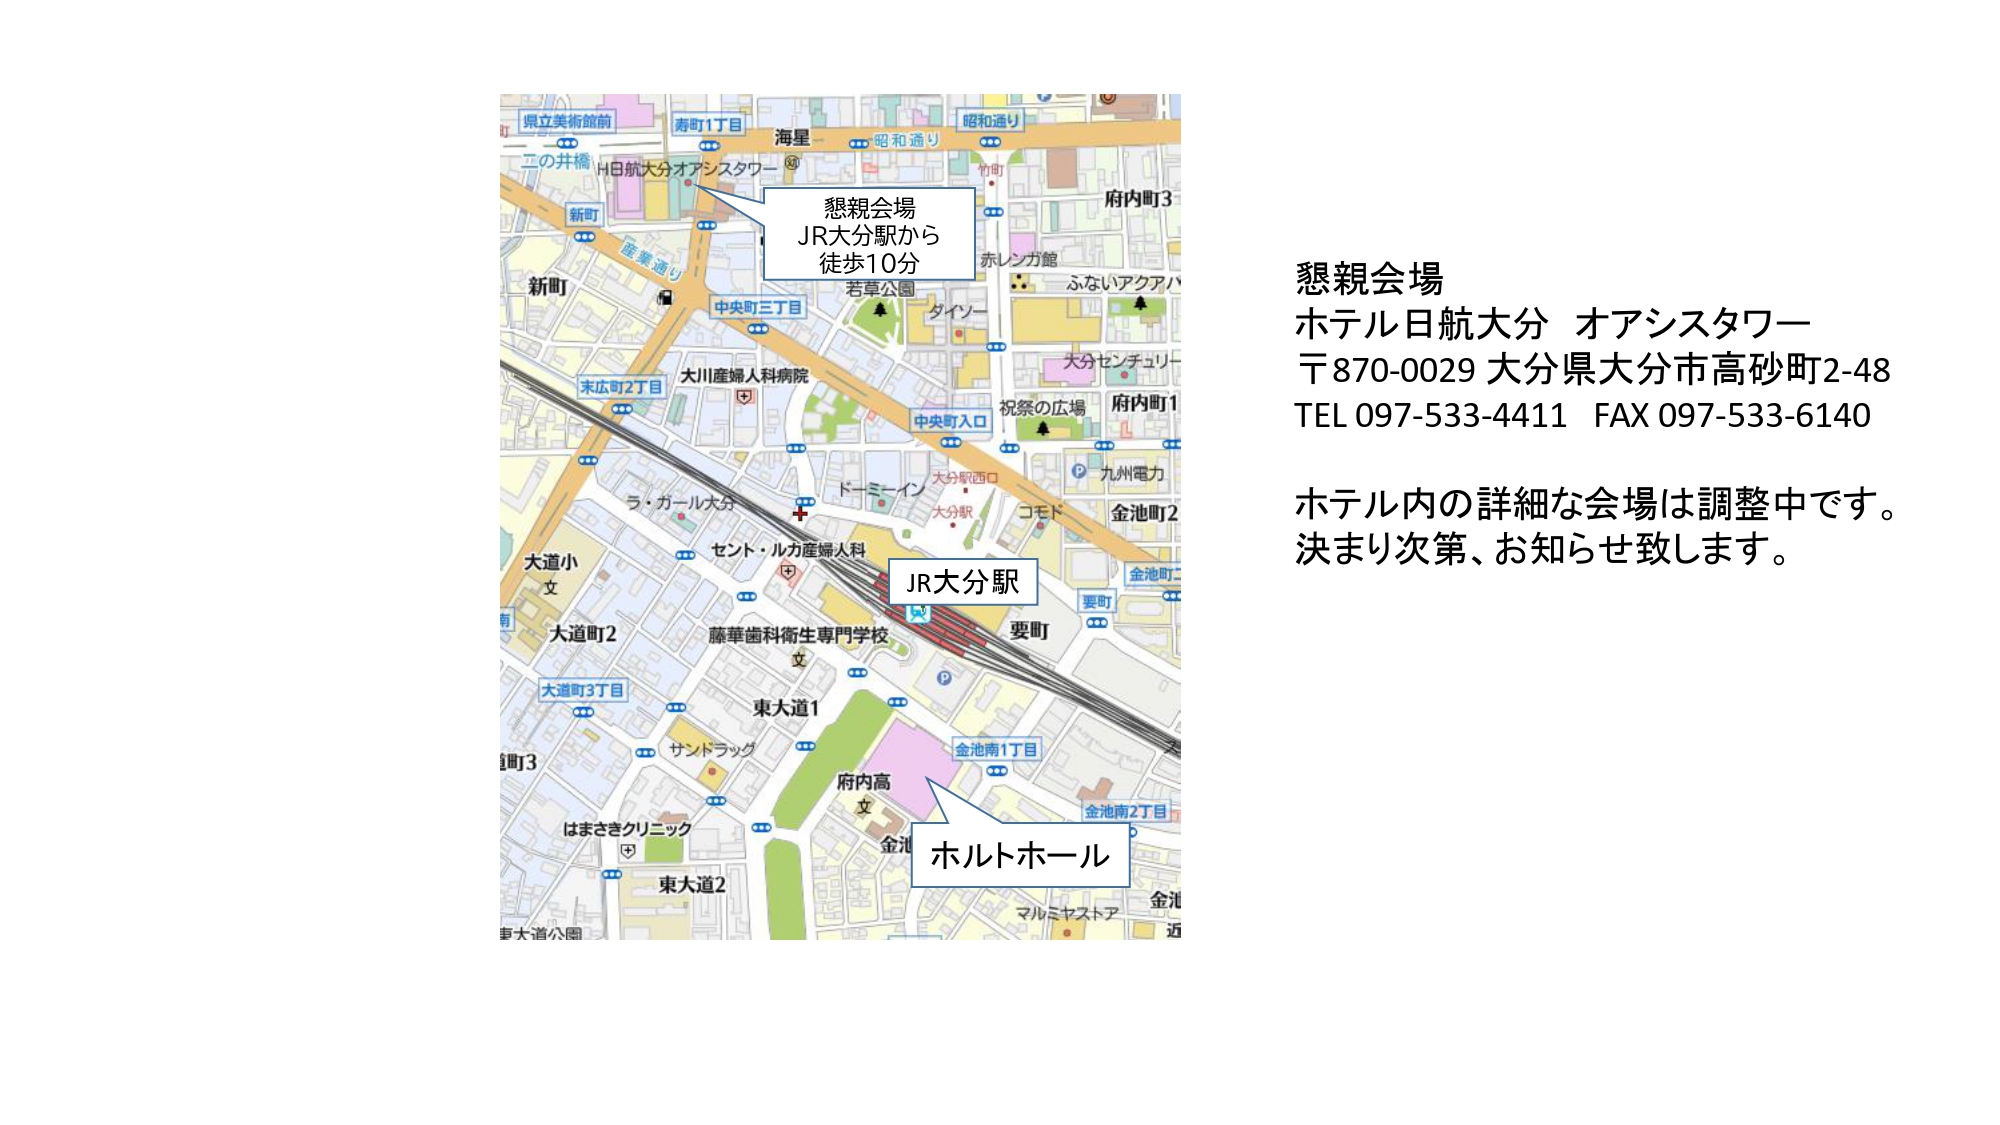 県立美術館前
寿町1丁目
海星
昭和通り
昭和通り
二の井橋
H日航大分オアシスタワー
竹町
府内町3
新町
懇親会場
JR大分駅から
徒歩10分
産業通り
赤レンガ館
新町
若草公園
ふないアクアパ
中央町三丁目
ダイソー
大分センチュリー
末広町2丁目
大川産婦人科病院
祝祭の広場
府内町1
中央町入口
九州電力
大分駅西口
ドーミーイン
ラ・ガール大分
大分駅
コモド
金池町2
セント・ルカ産婦人科
大道小
文
JR大分駅
金池町二
要町
南
大道町2
藤華歯科衛生専門学校
文
要町
大道町3丁目
東大道1
サンドラッグ
金池南1丁目
道町3
府内高
文
金池南2丁目
はまさきクリニック
金池
ホルトホール
東大道2
金池
マルミヤストア
東大道公園
近
懇親会場
ホテル日航大分 オアシスタワー
〒870-0029 大分県大分市高砂町2-48
TEL 097-533-4411 FAX 097-533-6140
ホテル内の詳細な会場は調整中です。
決まり次第、お知らせ致します。